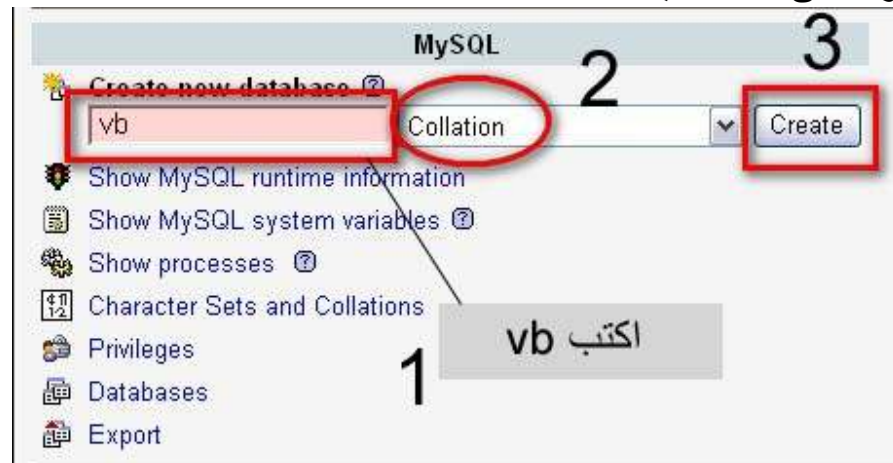 MySQL
3
2
Create new database
vb
Collation
Create
Show MySQL runtime information
Show MySQL system variables
Show processes
Character Sets and Collations
اكتب vb
1
Privileges
Databases
Export